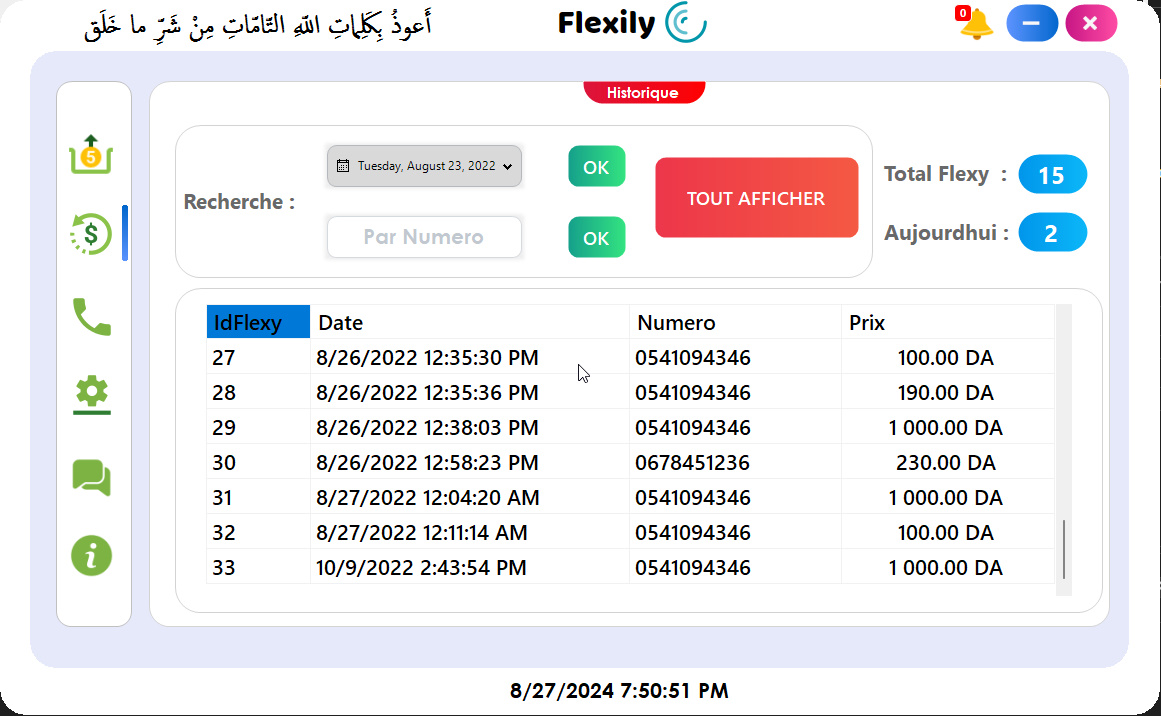 أَعوذُ بِكَلِماتِ اللّهِ التّامّاتِ مِنْ شَرِّ ما خَلَق
Flexily
0
Historique
Recherche :
Tuesday, August 23, 2022
OK
Par Numero
OK
TOUT AFFICHER
Total Flexy : 15
Aujourdhui : 2
5
$
IdFlexy Date Numero Prix
27 8/26/2022 12:35:30 PM 0541094346 100.00 DA
28 8/26/2022 12:35:36 PM 0541094346 190.00 DA
29 8/26/2022 12:38:03 PM 0541094346 1 000.00 DA
30 8/26/2022 12:58:23 PM 0678451236 230.00 DA
31 8/27/2022 12:04:20 AM 0541094346 1 000.00 DA
32 8/27/2022 12:11:14 AM 0541094346 100.00 DA
33 10/9/2022 2:43:54 PM 0541094346 1 000.00 DA
8/27/2024 7:50:51 PM